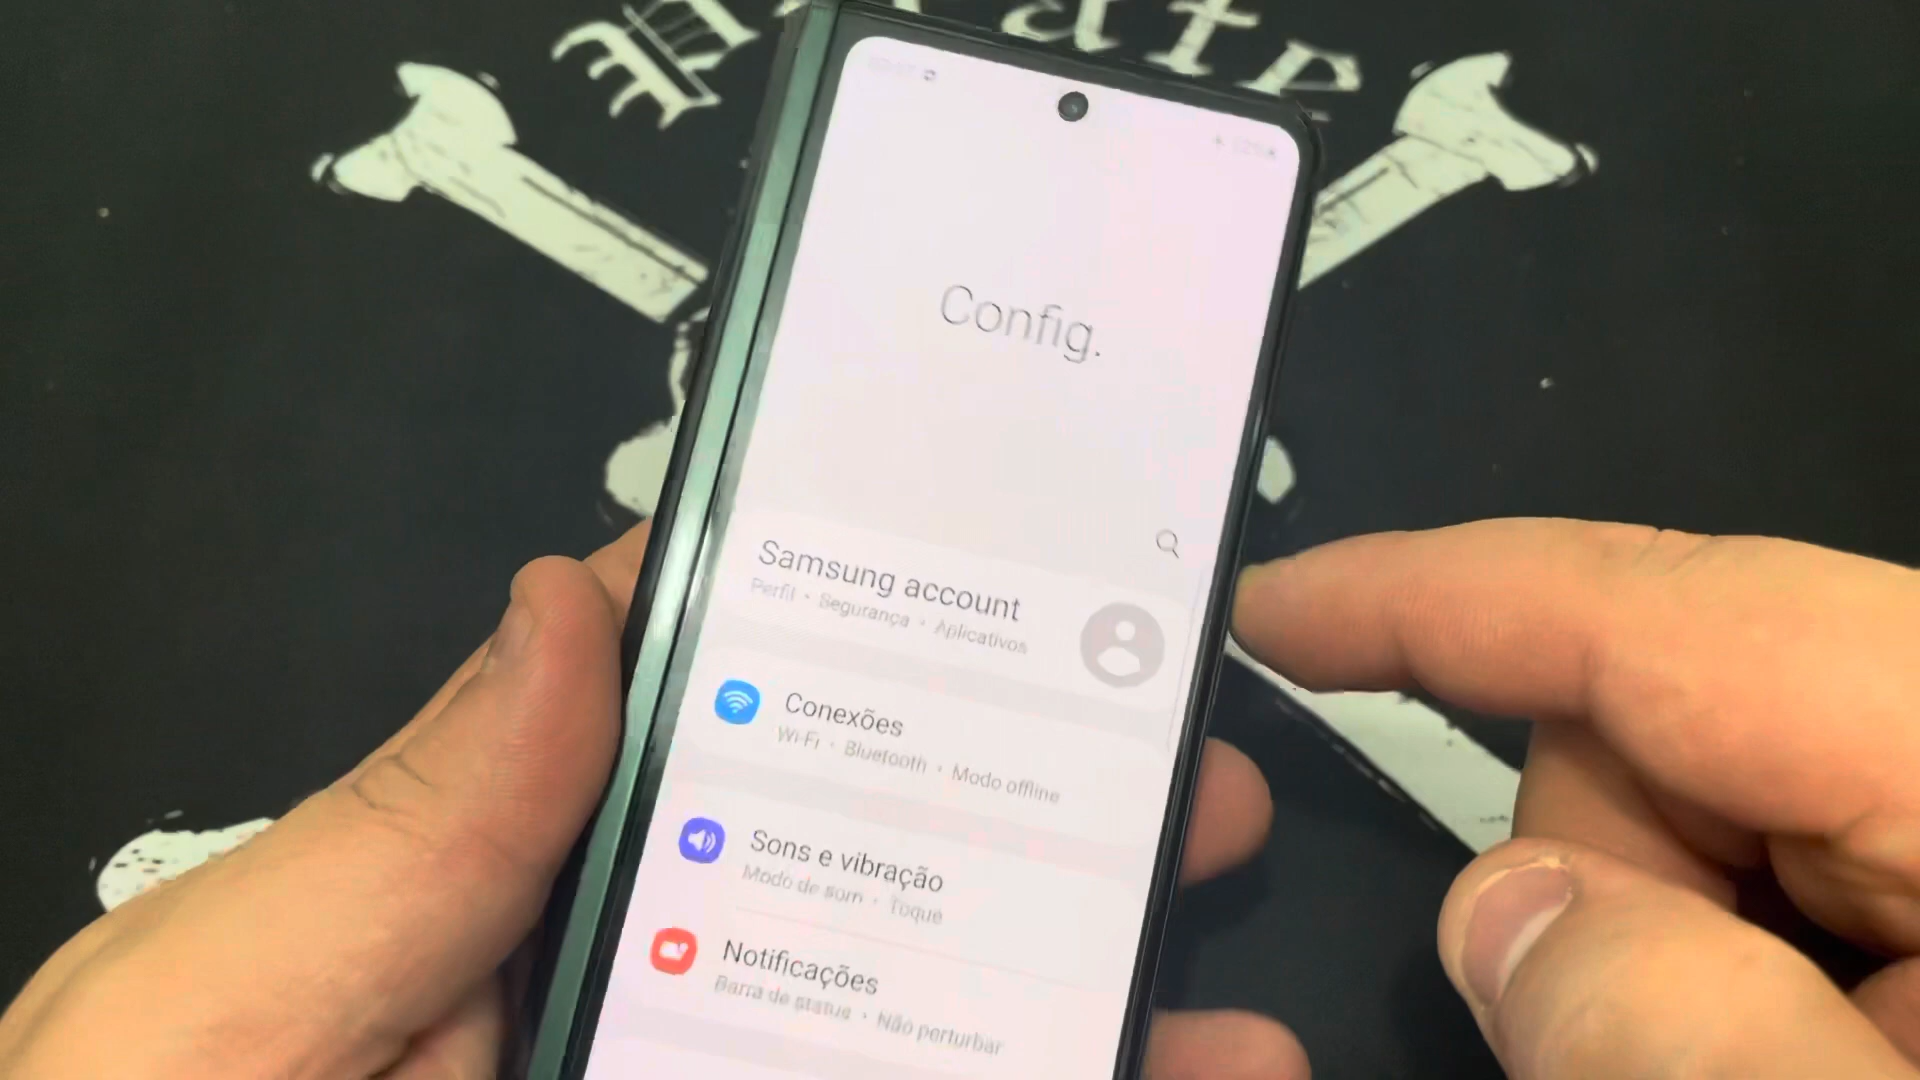 Config.
Samsung account
Perfil • Segurança • Aplicativos
Conexões
Wi-Fi • Bluetooth • Modo offline
Sons e vibração
Modo de som • Toque
Notificações
Barra de status • Não perturbar